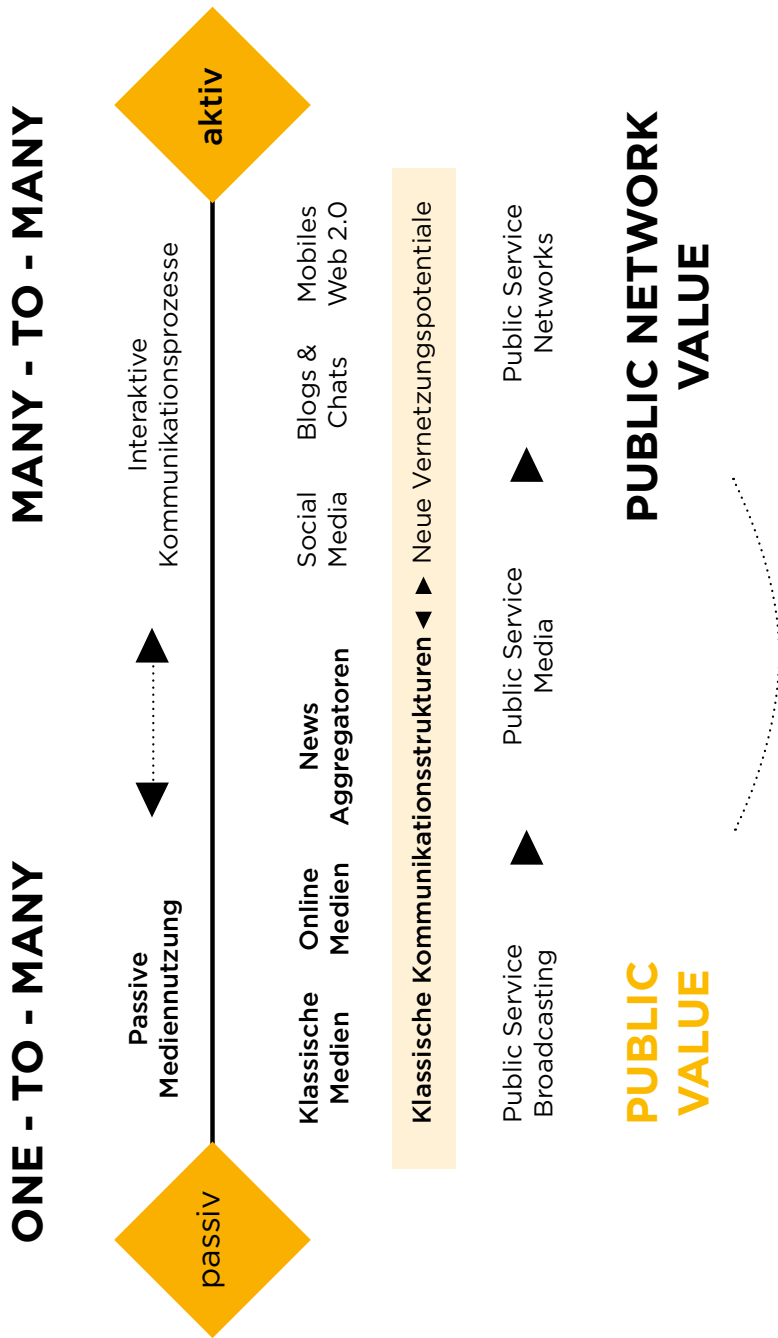 ONE - TO - MANY
MANY - TO - MANY
Passive
Mediennutzung
Interaktive
Kommunikationsprozesse
passiv
aktiv
Klassische
Medien
Online
Medien
News
Aggregatoren
Social
Media
Blogs &
Chats
Mobiles
Web 2.0
Klassische Kommunikationsstrukturen ◄ ► Neue Vernetzungspotentiale
Public Service
Broadcasting
Public Service
Media
Public Service
Networks
PUBLIC
VALUE
PUBLIC NETWORK
VALUE